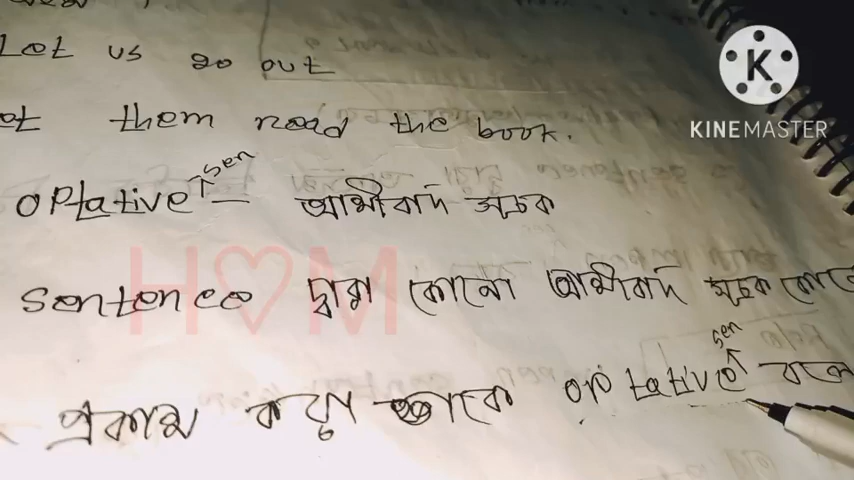 Let us go out
them read the book.
Optative sen – আশীর্বাদ সূচক
sentence দ্বারা কোনো আশীর্বাদ সূচক
প্রকাশ করা তাকে optative sen বলে
KINEMASTER
H♡M